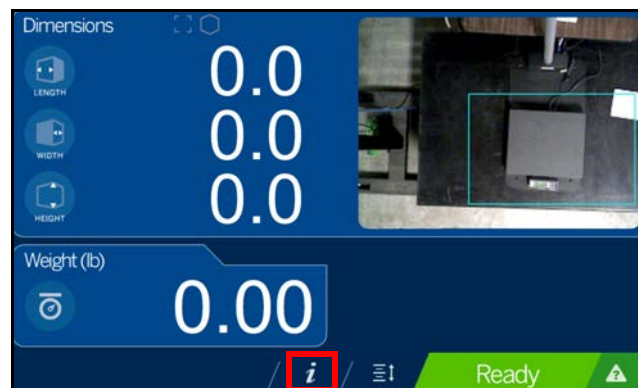 Dimensions
LENGTH
0.0
WIDTH
0.0
HEIGHT
0.0
Weight (lb)
0.00
i
Ready
?